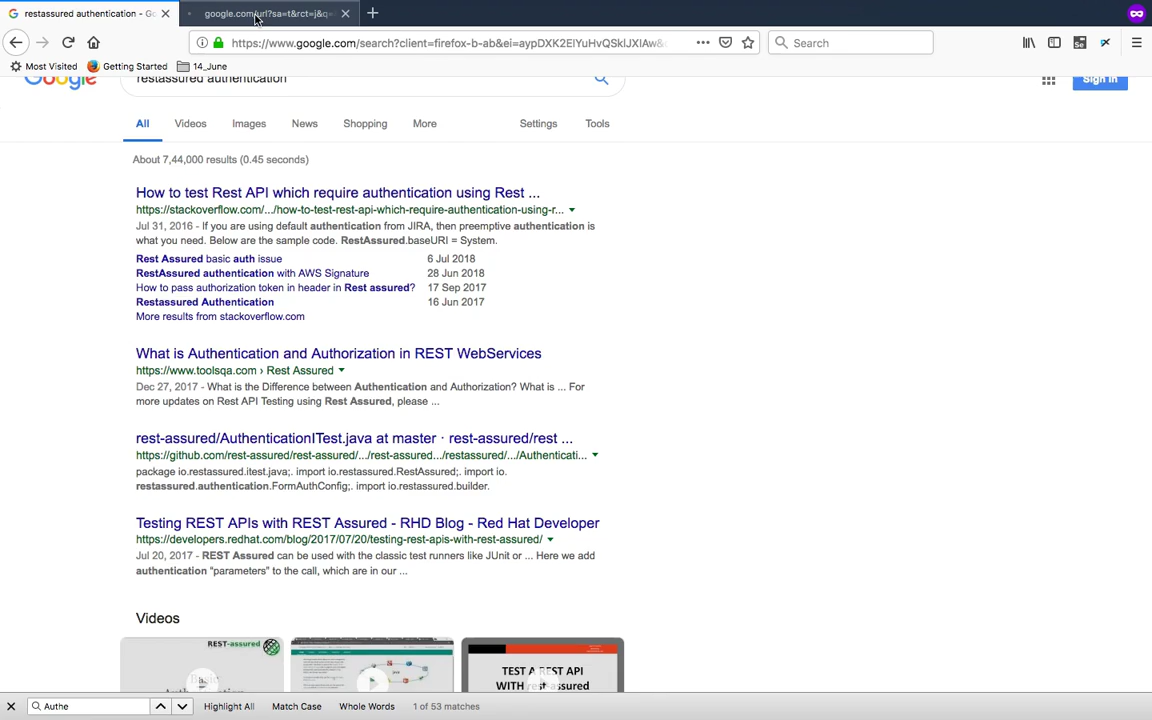 restassured authentication - Go
google.com/url?sa=t&rct=j&q=
https://www.google.com/search?client=firefox-b-ab&ei=aypDXK2ElYuHvQSklJXIAw&
Search
Most Visited
Getting Started
14_June
Google
restassured authentication
Sign in
All
Videos
Images
News
Shopping
More
Settings
Tools
About 7,44,000 results (0.45 seconds)
How to test Rest API which require authentication using Rest ...
https://stackoverflow.com/.../how-to-test-rest-api-which-require-authentication-using-r...
Jul 31, 2016 - If you are using default authentication from JIRA, then preemptive authentication is
what you need. Below are the sample code. RestAssured.baseURI = System.
Rest Assured basic auth issue 6 Jul 2018
RestAssured authentication with AWS Signature 28 Jun 2018
How to pass authorization token in header in Rest assured? 17 Sep 2017
Restassured Authentication 16 Jun 2017
More results from stackoverflow.com
What is Authentication and Authorization in REST WebServices
https://www.toolsqa.com › Rest Assured
Dec 27, 2017 - What is the Difference between Authentication and Authorization? What is ... For
more updates on Rest API Testing using Rest Assured, please ...
rest-assured/AuthenticationITest.java at master · rest-assured/rest ...
https://github.com/rest-assured/rest-assured/.../rest-assured.../restassured/.../Authenticati...
package io.restassured.itest.java;. import io.restassured.RestAssured;. import io.
restassured.authentication.FormAuthConfig;. import io.restassured.builder.
Testing REST APIs with REST Assured - RHD Blog - Red Hat Developer
https://developers.redhat.com/blog/2017/07/20/testing-rest-apis-with-rest-assured/
Jul 20, 2017 - REST Assured can be used with the classic test runners like JUnit or ... Here we add
authentication "parameters" to the call, which are in our ...
Videos
REST-assured
Basic
TEST A REST API
WITH rest-assured
Authe
Highlight All
Match Case
Whole Words
1 of 53 matches